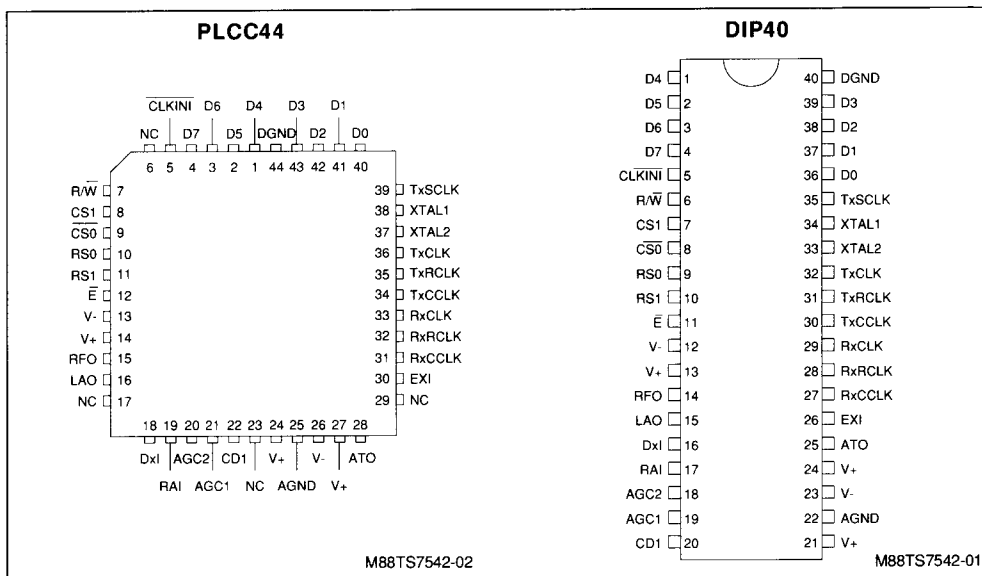 PLCC44
CLKINI D6 D4 D3 D1
NC D7 D5 DGND D2 D0
6 5 4 3 2 1 44 43 42 41 40
R/W 7
CS1 8
CS0 9
RS0 10
RS1 11
E 12
V- 13
V+ 14
RFO 15
LAO 16
NC 17
39 TxSCLK
38 XTAL1
37 XTAL2
36 TxCLK
35 TxRCLK
34 TxCCLK
33 RxCLK
32 RxRCLK
31 RxCCLK
30 EXI
29 NC
18 19 20 21 22 23 24 25 26 27 28
DxI AGC2 CD1 V+ V- ATO
RAI AGC1 NC AGND V+
M88TS7542-02
DIP40
D4 1 40 DGND
D5 2 39 D3
D6 3 38 D2
D7 4 37 D1
CLKINI 5 36 D0
R/W 6 35 TxSCLK
CS1 7 34 XTAL1
CS0 8 33 XTAL2
RS0 9 32 TxCLK
RS1 10 31 TxRCLK
E 11 30 TxCCLK
V- 12 29 RxCLK
V+ 13 28 RxRCLK
RFO 14 27 RxCCLK
LAO 15 26 EXI
DxI 16 25 ATO
RAI 17 24 V+
AGC2 18 23 V-
AGC1 19 22 AGND
CD1 20 21 V+
M88TS7542-01